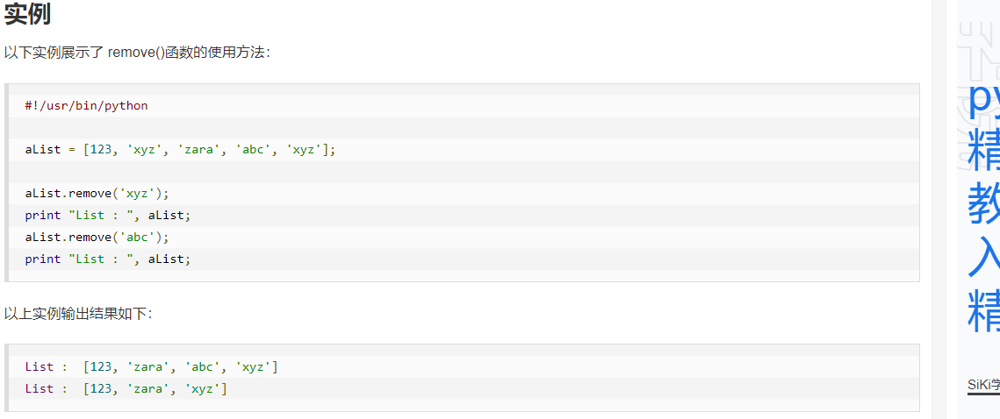 实例
以下实例展示了 remove()函数的使用方法：
#!/usr/bin/python
aList = [123, 'xyz', 'zara', 'abc', 'xyz'];
aList.remove('xyz');
print "List : ", aList;
aList.remove('abc');
print "List : ", aList;
以上实例输出结果如下：
List :  [123, 'zara', 'abc', 'xyz']
List :  [123, 'zara', 'xyz']
py
精
教
入
精
SiKi学